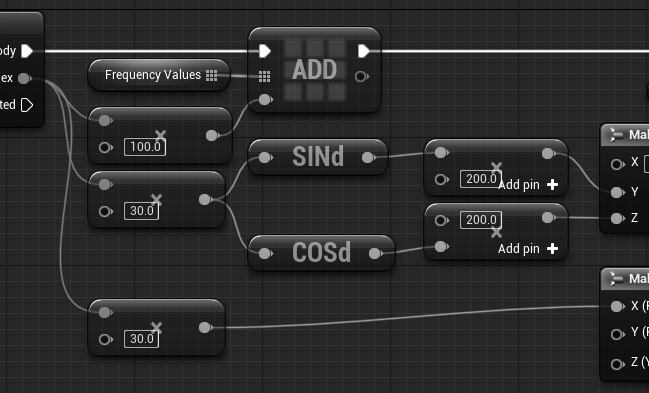 ody
ex
ted
Frequency Values
ADD
100.0
30.0
SINd
COSd
200.0
Add pin +
200.0
Add pin +
30.0
Mal
X
Y
Z
Mal
X (R
Y (P
Z (Y